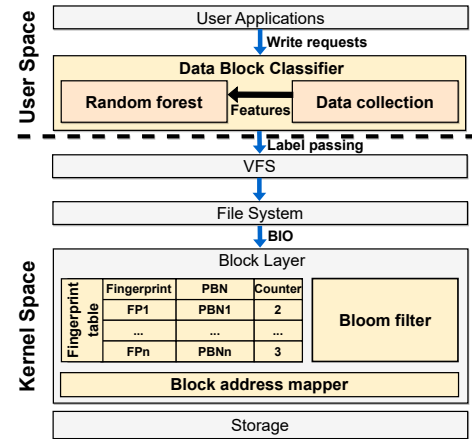 User Space
User Applications
Write requests
Data Block Classifier
Random forest
Features
Data collection
Label passing
Kernel Space
VFS
File System
BIO
Block Layer
Fingerprint
table
Fingerprint PBN Counter
FP1 PBN1 2
... ... ...
FPn PBNn 3
Bloom filter
Block address mapper
Storage